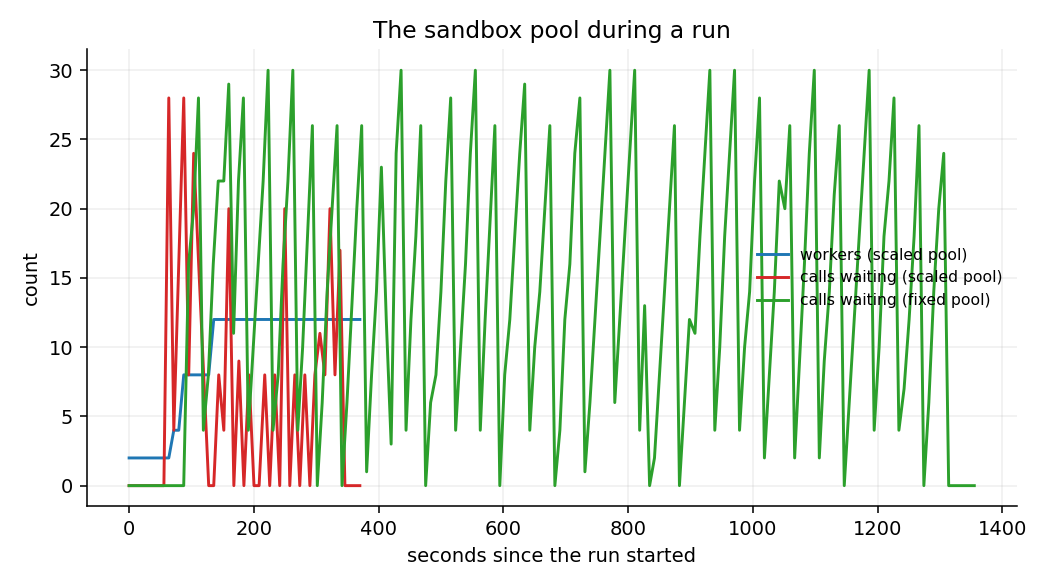 The sandbox pool during a run
count
30
25
20
15
10
5
0
workers (scaled pool)
calls waiting (scaled pool)
calls waiting (fixed pool)
0
200
400
600
800
1000
1200
1400
seconds since the run started